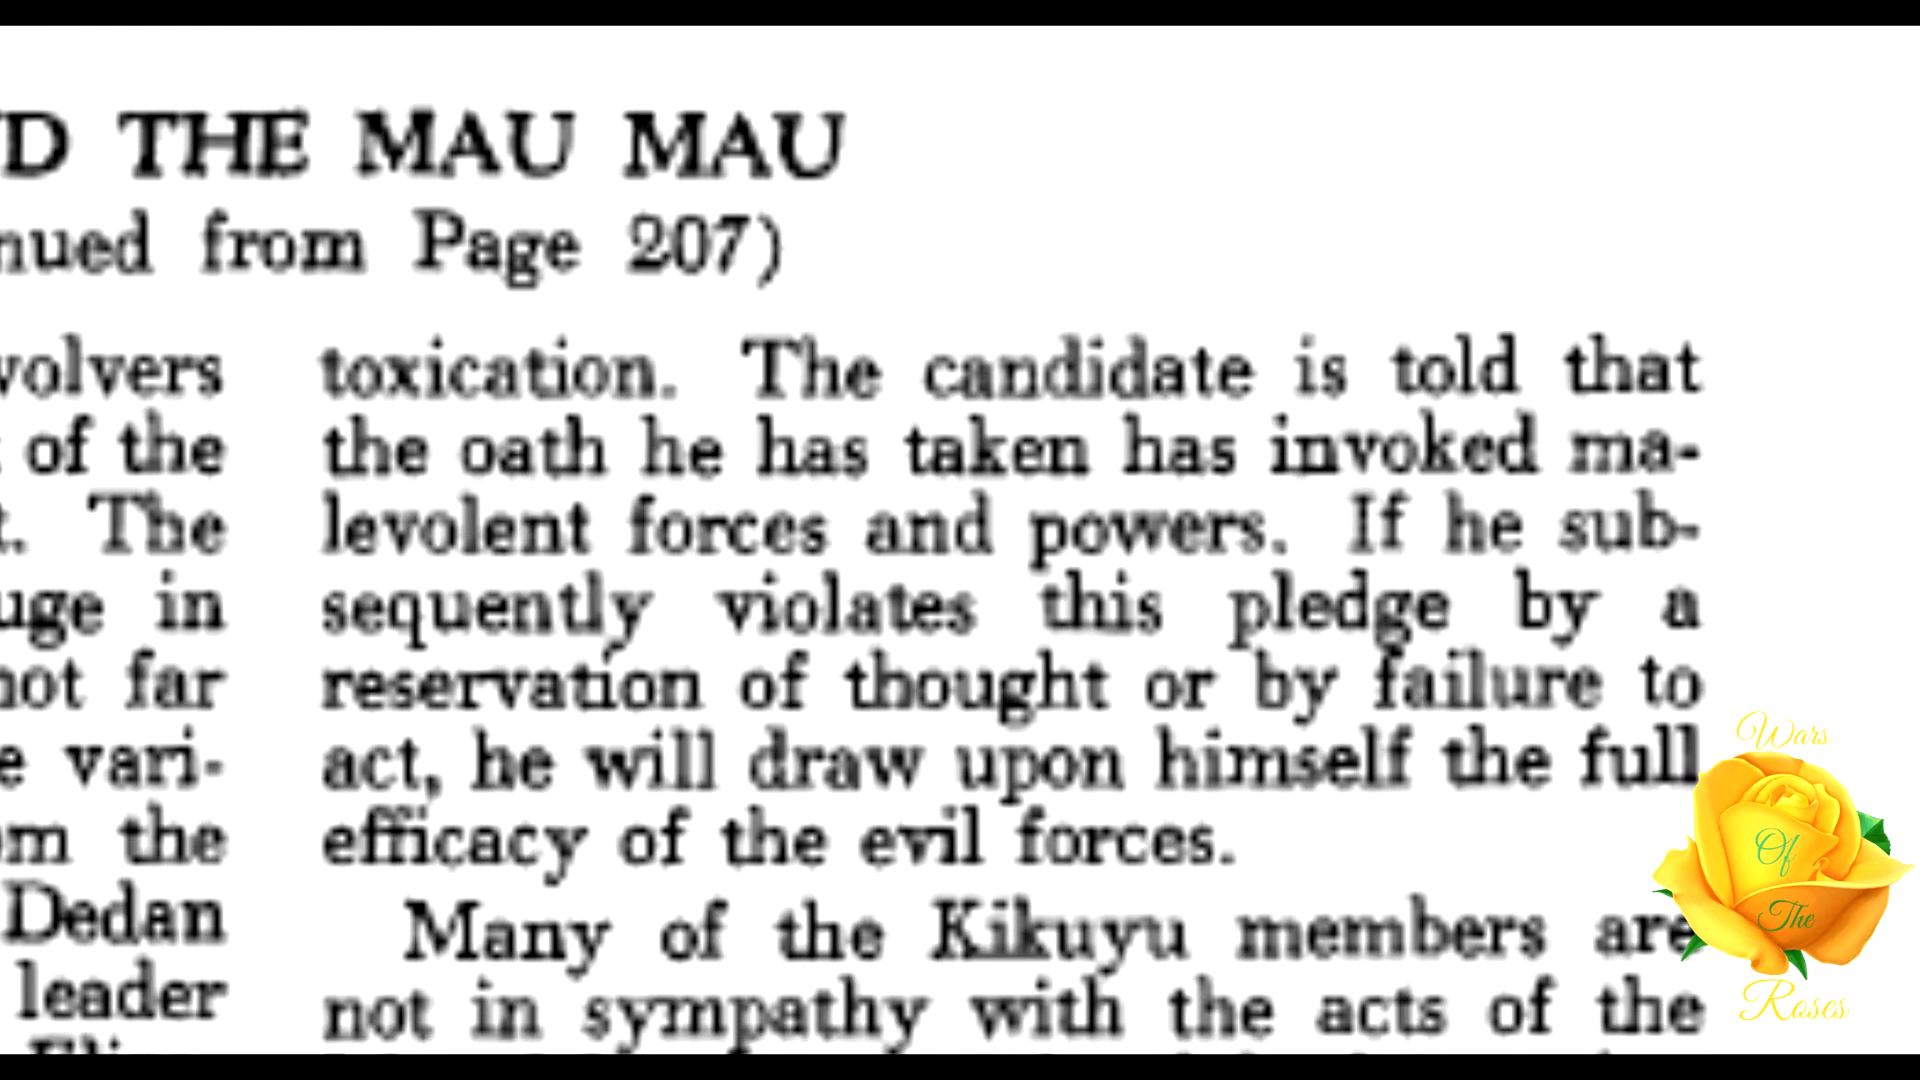 D THE MAU MAU
nued from Page 207)
volvers
of the
t. The
uge in
not far
e vari-
om the
Dedan
leader
toxication. The candidate is told that
the oath he has taken has invoked ma-
levolent forces and powers. If he sub-
sequently violates this pledge by a
reservation of thought or by failure to
act, he will draw upon himself the full
efficacy of the evil forces.
Many of the Kikuyu members are
not in sympathy with the acts of the
Wars
Of
The
Roses